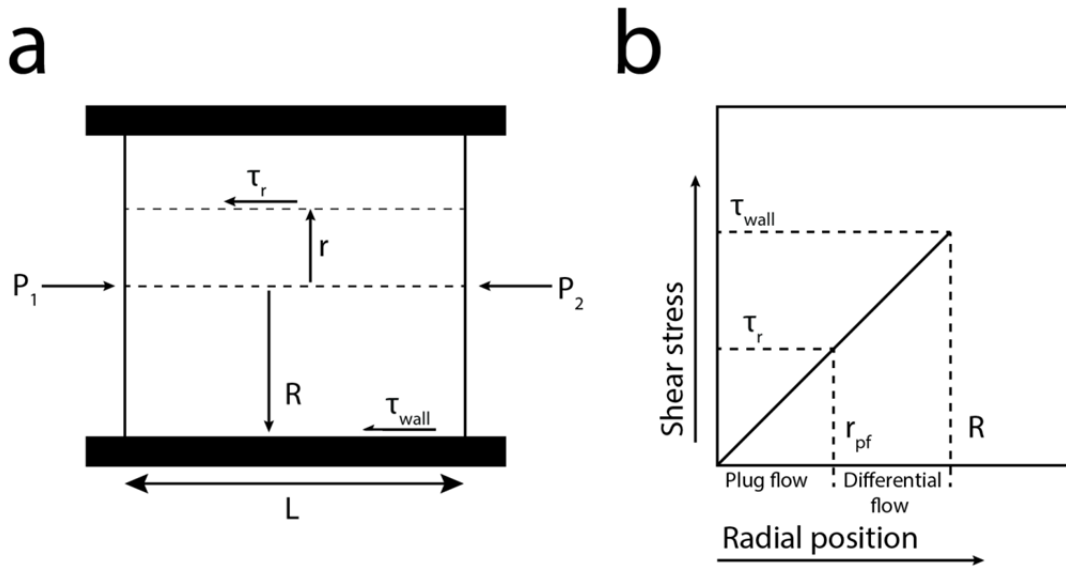 a
τr
r
P1
P2
R
τwall
L
b
Shear stress
τwall
τr
rpf
R
Plug flow
Differential
flow
Radial position